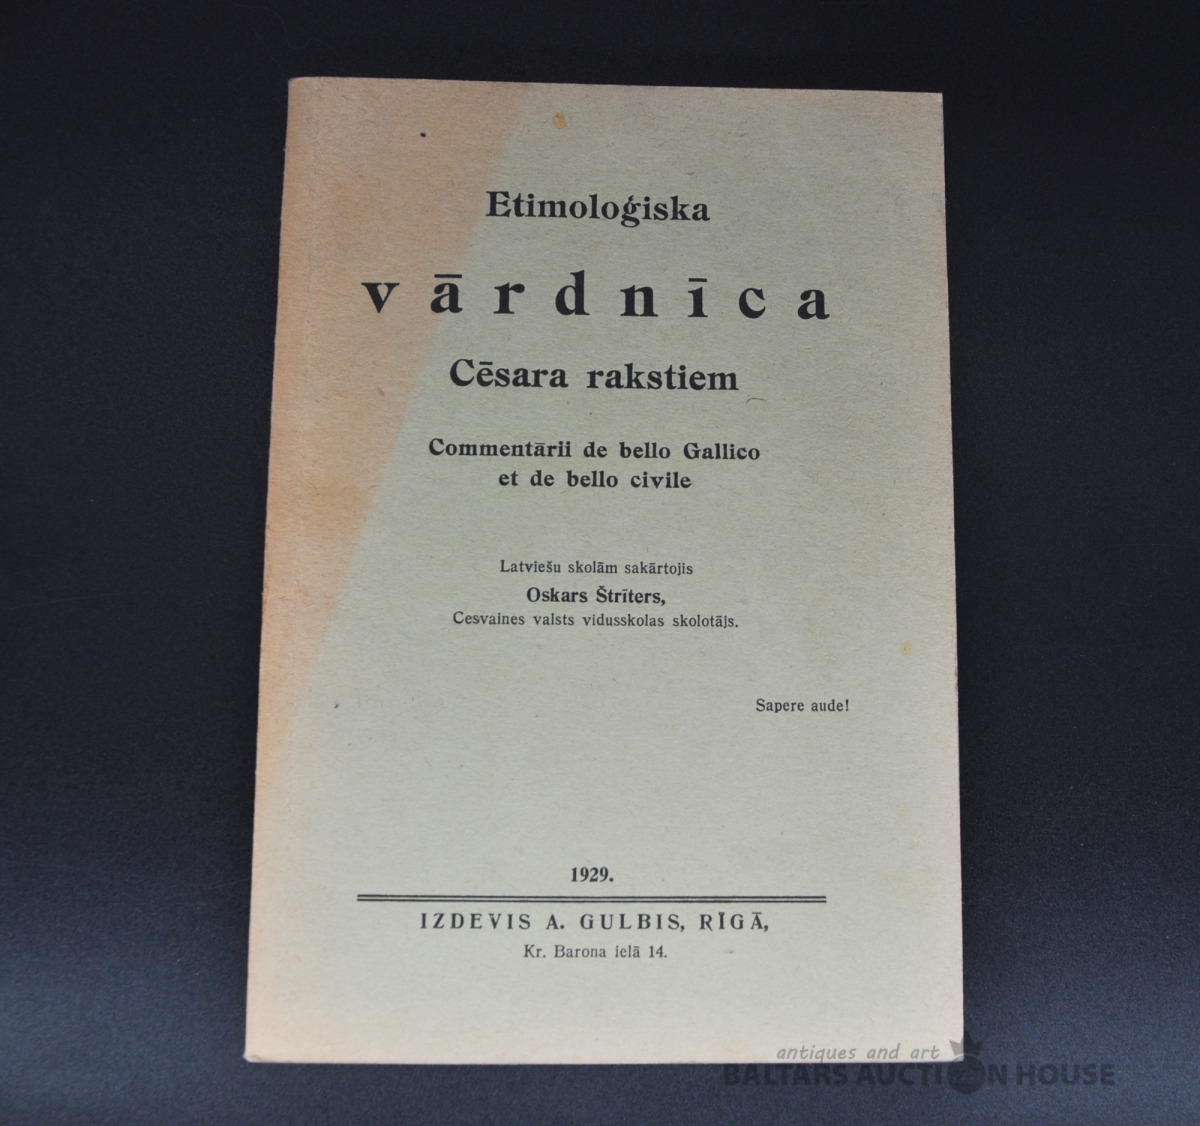 Etimoloģiska
vārdnīca
Cēsara rakstiem
Commentārii de bello Gallico
et de bello civile
Latviešu skolām sakārtojis
Oskars Štrīters,
Cesvaines valsts vidusskolas skolotājs.
Sapere aude!
1929.
IZDEVIS A. GULBIS, RĪGĀ,
Kr. Barona ielā 14.
antiques and art
BALTARS AUCTION HOUSE